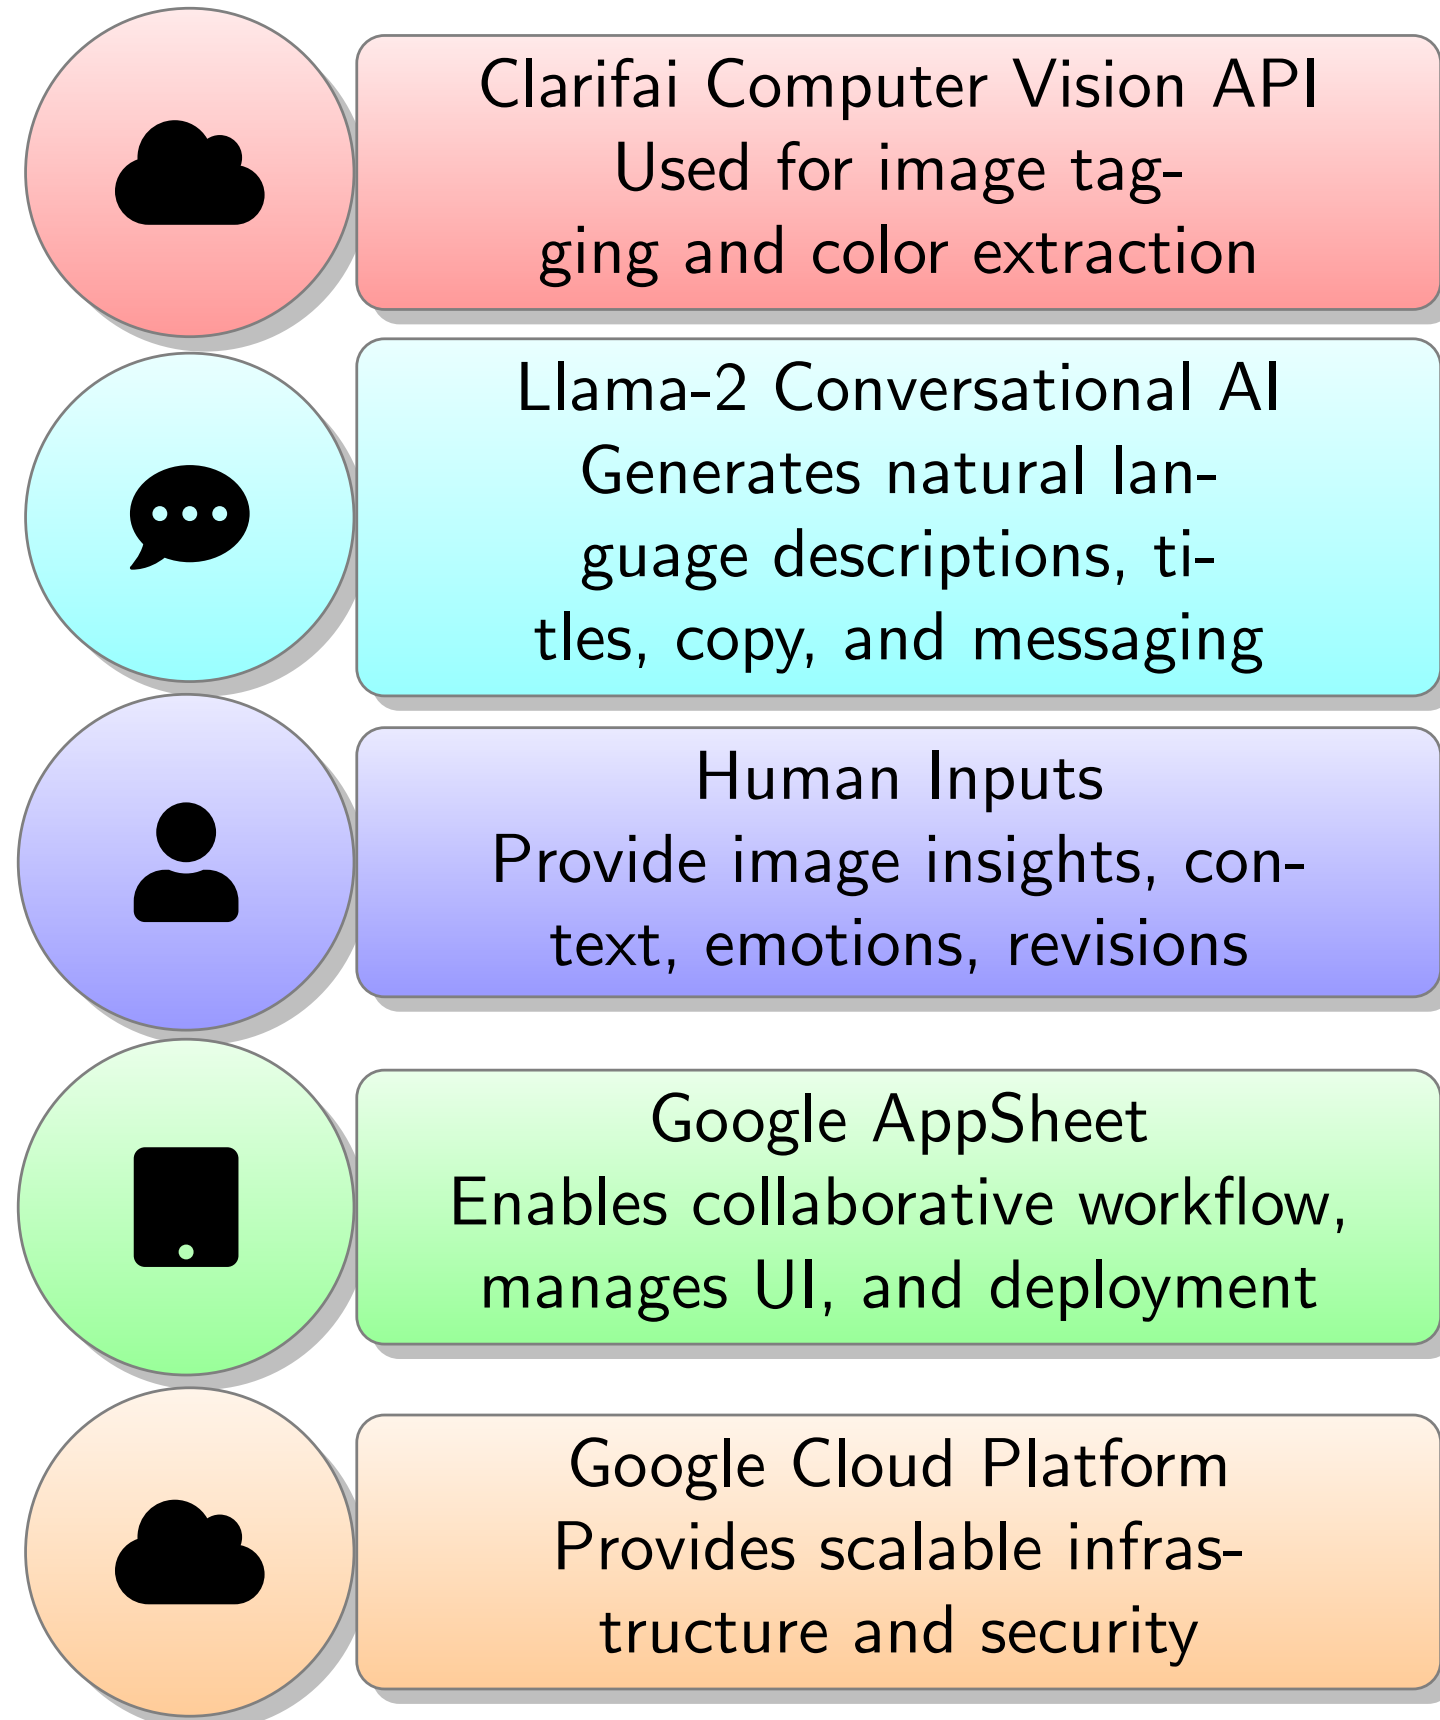 Clarifai Computer Vision API
Used for image tag-
ging and color extraction
Llama-2 Conversational AI
Generates natural lan-
guage descriptions, ti-
tles, copy, and messaging
Human Inputs
Provide image insights, con-
text, emotions, revisions
Google AppSheet
Enables collaborative workflow,
manages UI, and deployment
Google Cloud Platform
Provides scalable infras-
tructure and security